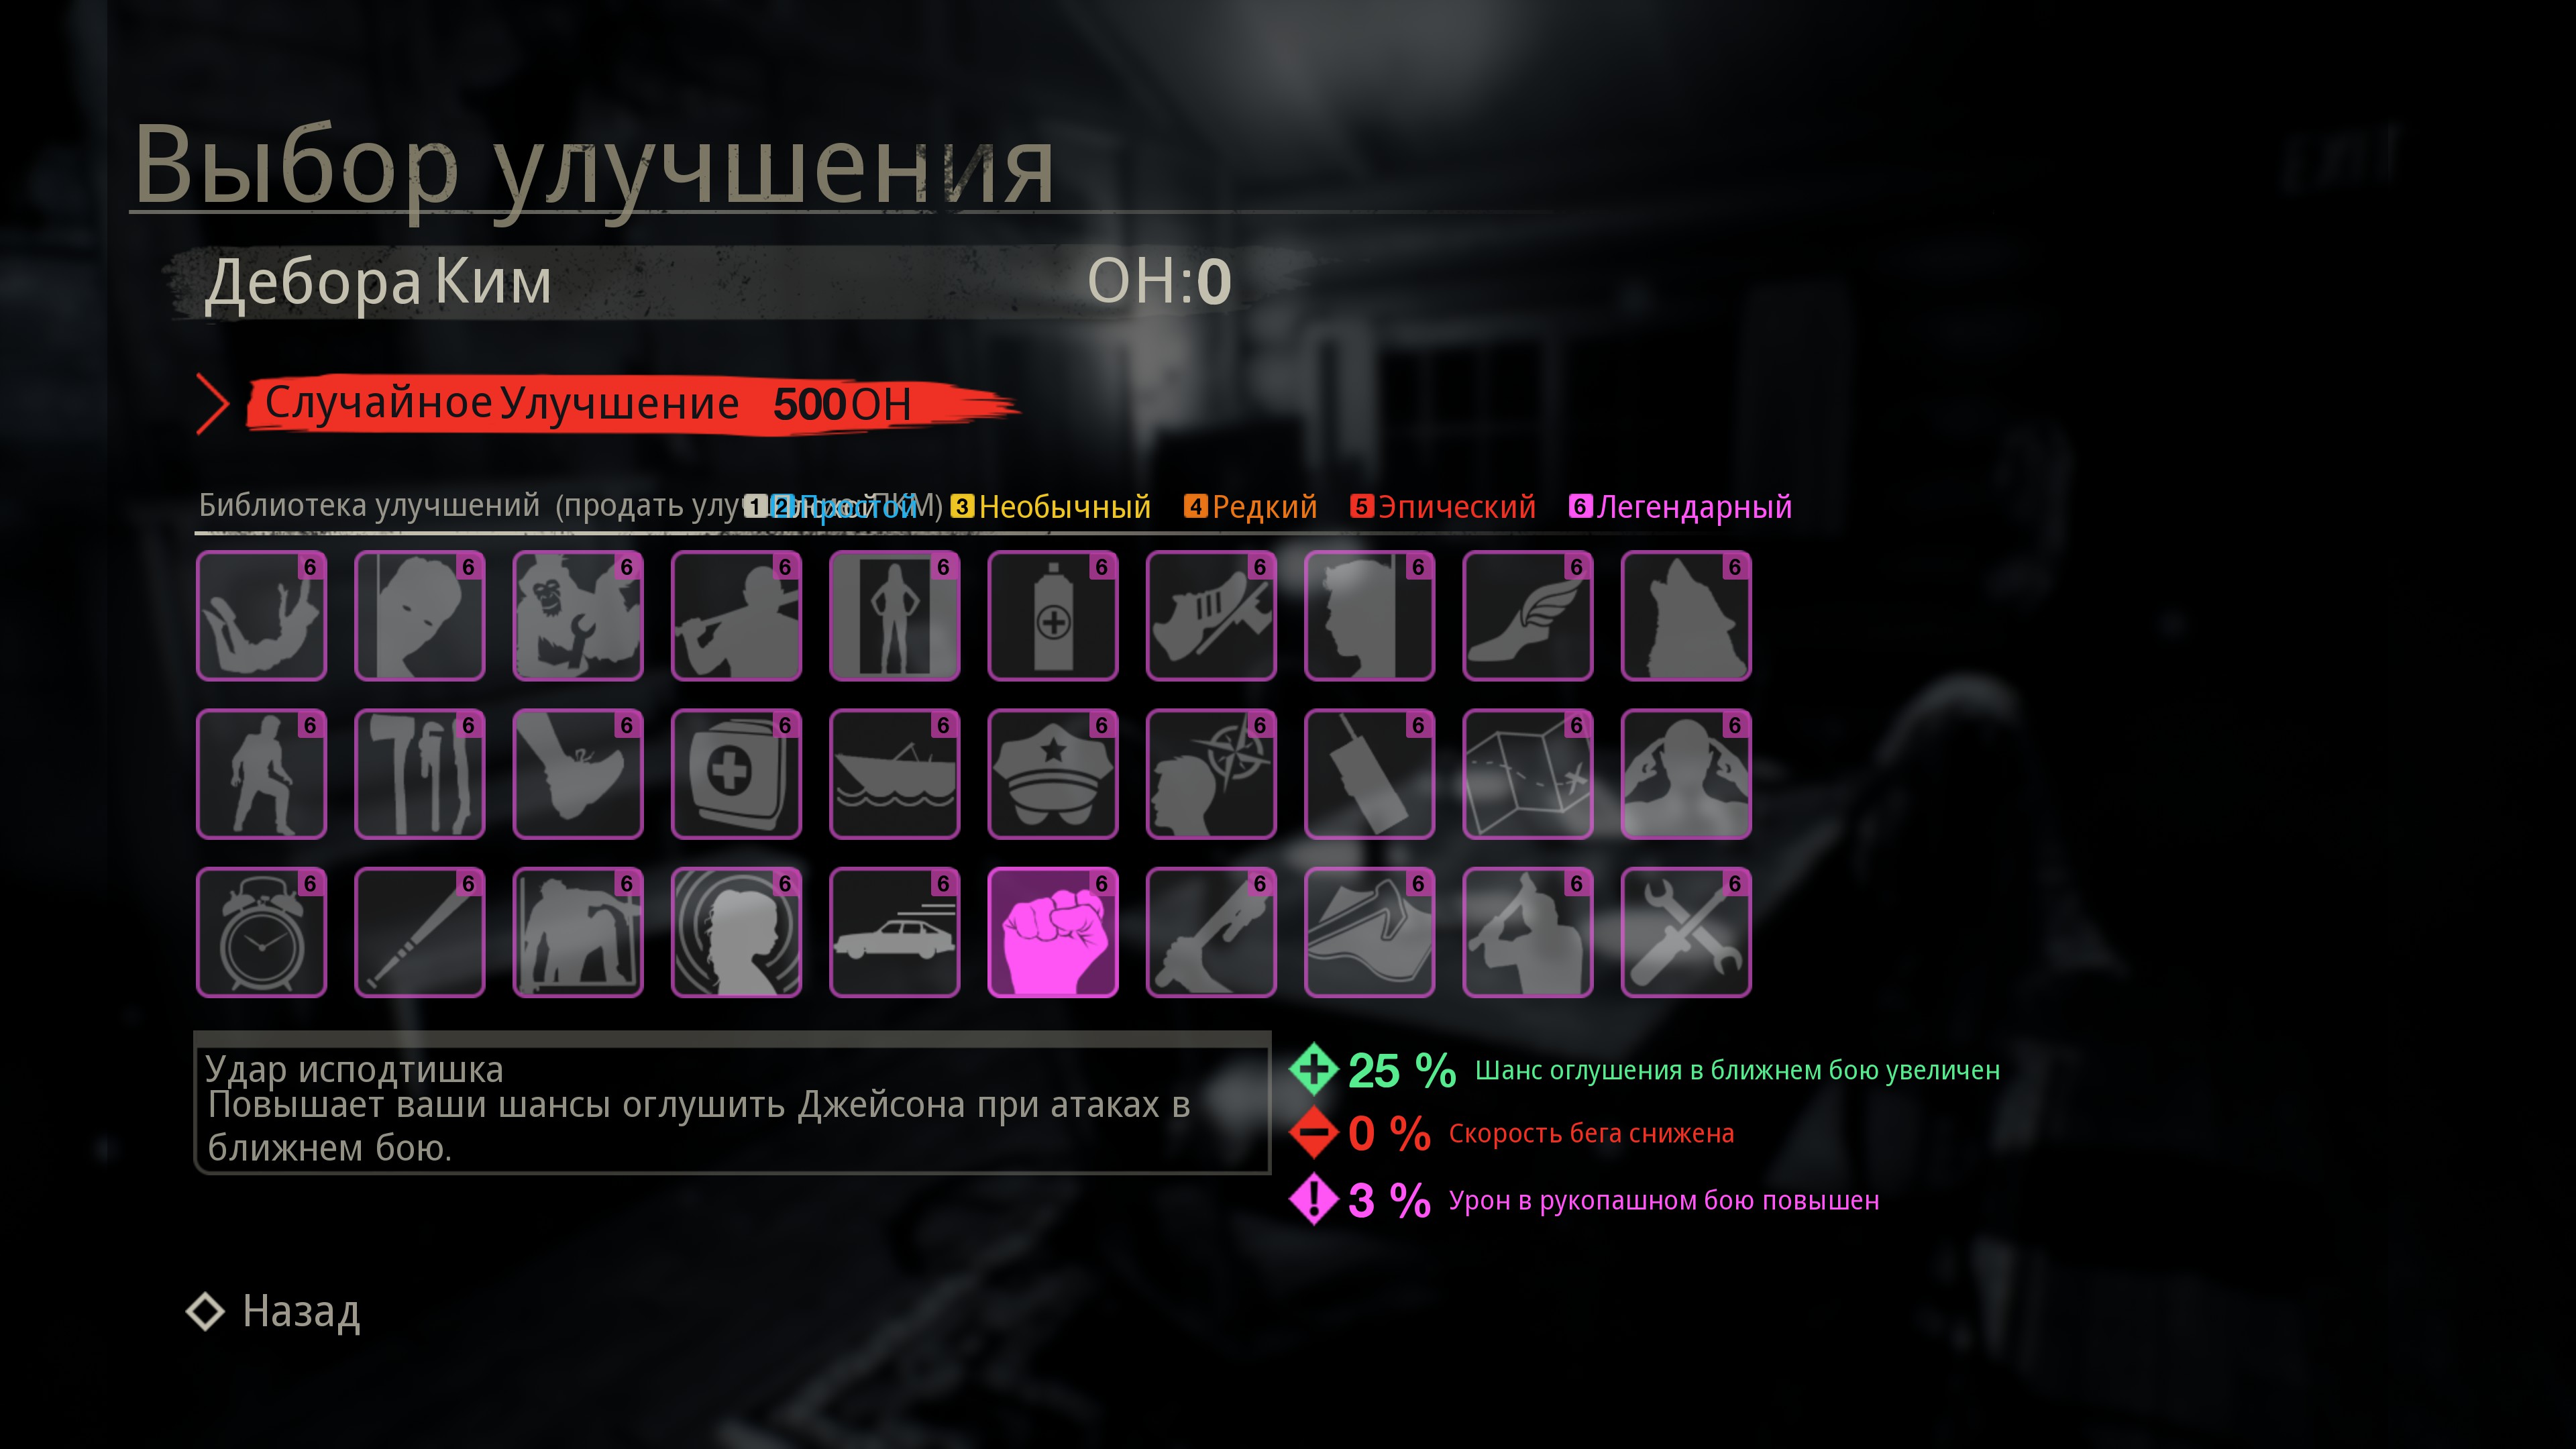 Выбор улучшения
Дебора Ким ОН:0
Случайное Улучшение 500 ОН
Библиотека улучшений (продать ПКМ) 1 2 Простой 3 Необычный 4 Редкий 5 Эпический 6 Легендарный
6 6 6 6 6 6 6 6 6 6
6 6 6 6 6 6 6 6 6 6
6 6 6 6 6 6 6 6 6 6
Удар исподтишка
Повышает ваши шансы оглушить Джейсона при атаках в
ближнем бою.
25 % Шанс оглушения в ближнем бою увеличен
0 % Скорость бега снижена
3 % Урон в рукопашном бою повышен
Назад